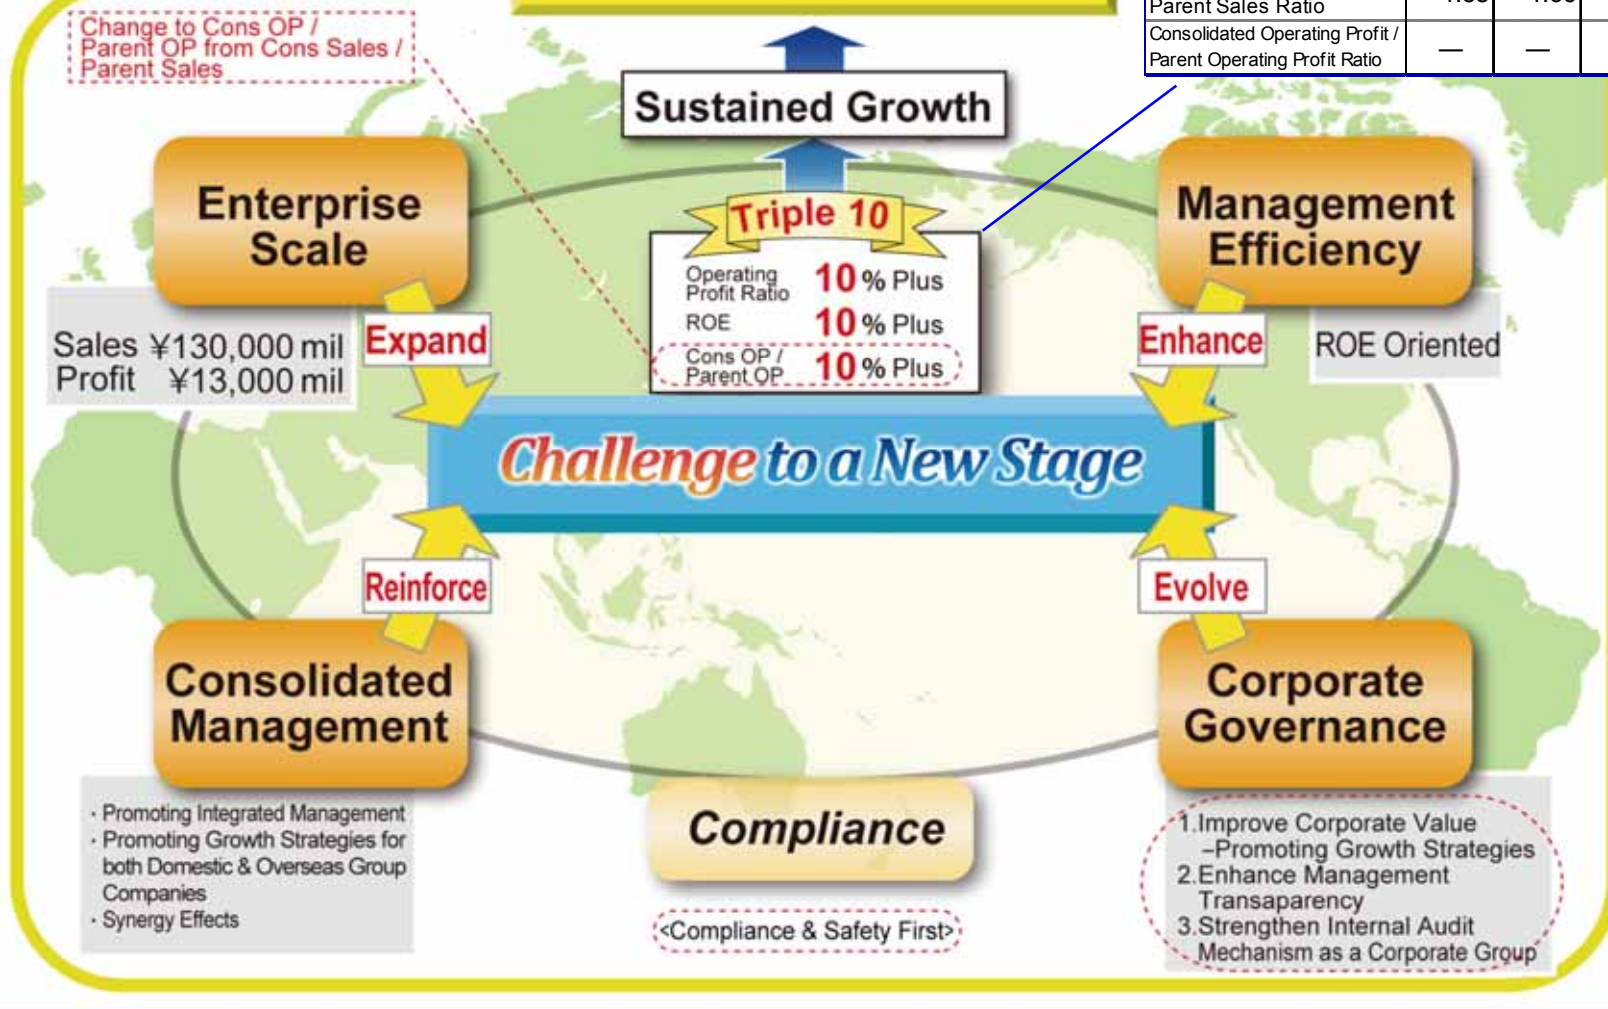 Change to Cons OP /
Parent OP from Cons Sales /
Parent Sales
Parent Sales Ratio
Consolidated Operating Profit /
Parent Operating Profit Ratio
— —
Sustained Growth
Enterprise
Scale
Triple 10
Operating
Profit Ratio 10 % Plus
ROE 10 % Plus
Cons OP /
Parent OP 10 % Plus
Management
Efficiency
Sales ¥130,000 mil
Profit ¥13,000 mil
Expand
Enhance
ROE Oriented
Challenge to a New Stage
Reinforce
Evolve
Consolidated
Management
Corporate
Governance
· Promoting Integrated Management
· Promoting Growth Strategies for
both Domestic & Overseas Group
Companies
· Synergy Effects
Compliance
<Compliance & Safety First>
1.Improve Corporate Value
–Promoting Growth Strategies
2.Enhance Management
Transaparency
3.Strengthen Internal Audit
Mechanism as a Corporate Group